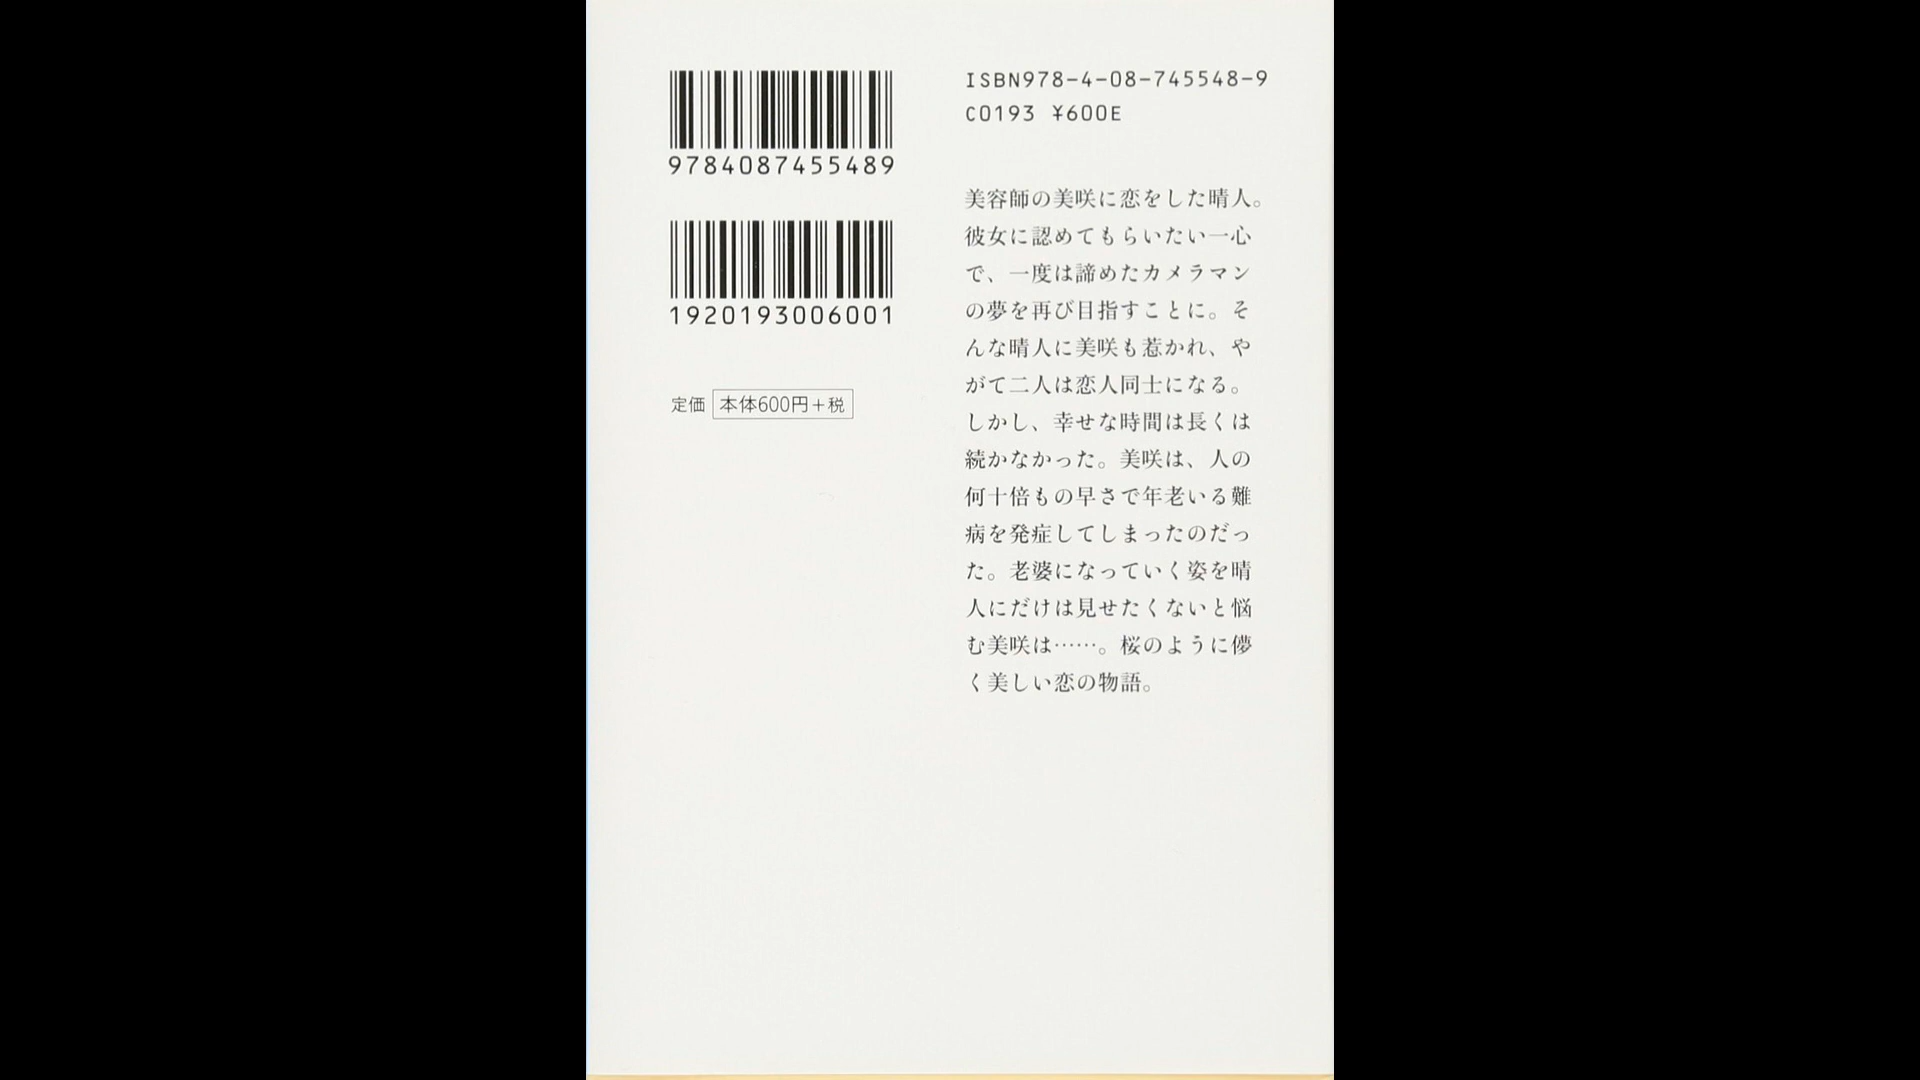 9784087455489
1920193006001
定価 本体600円+税
ISBN978-4-08-745548-9
C0193 ¥600E
美容師の美咲に恋をした晴人。
彼女に認めてもらいたい一心
で、一度は諦めたカメラマン
の夢を再び目指すことに。そ
んな晴人に美咲も惹かれ、や
がて二人は恋人同士になる。
しかし、幸せな時間は長くは
続かなかった。美咲は、人の
何十倍もの早さで年老いる難
病を発症してしまったのだっ
た。老婆になっていく姿を晴
人にだけは見せたくないと悩
む美咲は……。桜のように儚
く美しい恋の物語。